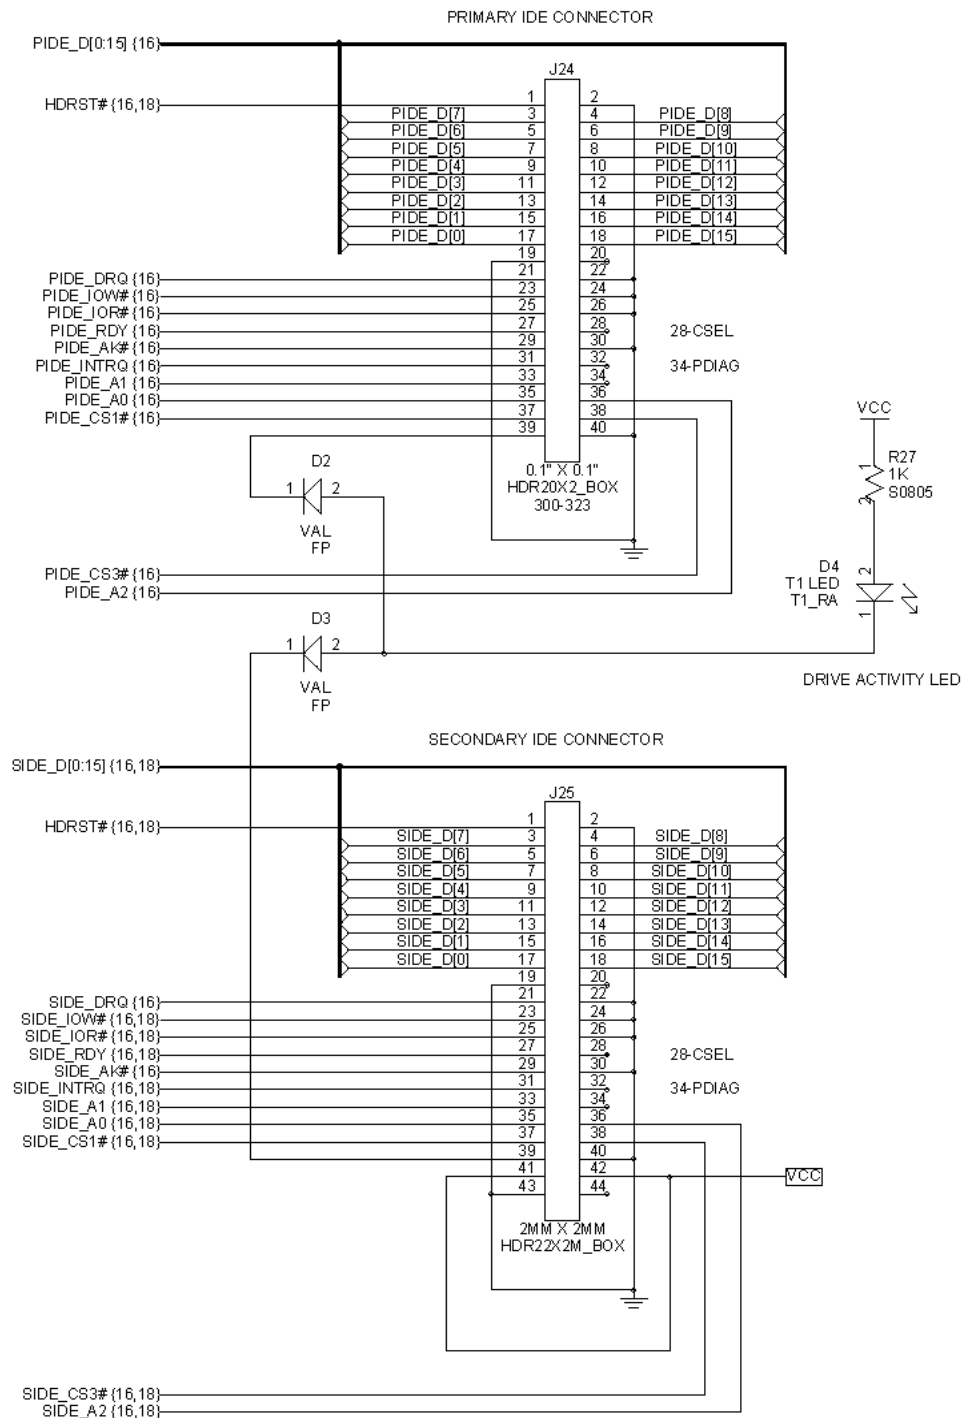 PRIMARY IDE CONNECTOR
PIDE_D[0:15] {16}
J24
HDRST# {16,18} 1 2
PIDE_D[7] 3 4 PIDE_D[8]
PIDE_D[6] 5 6 PIDE_D[9]
PIDE_D[5] 7 8 PIDE_D[10]
PIDE_D[4] 9 10 PIDE_D[11]
PIDE_D[3] 11 12 PIDE_D[12]
PIDE_D[2] 13 14 PIDE_D[13]
PIDE_D[1] 15 16 PIDE_D[14]
PIDE_D[0] 17 18 PIDE_D[15]
19 20
PIDE_DRQ {16} 21 22
PIDE_IOW# {16} 23 24
PIDE_IOR# {16} 25 26
PIDE_RDY {16} 27 28 28-CSEL
PIDE_AK# {16} 29 30
PIDE_INTRQ {16} 31 32 34-PDIAG
PIDE_A1 {16} 33 34
PIDE_A0 {16} 35 36
PIDE_CS1# {16} 37 38
39 40
VCC
0.1" X 0.1"
HDR20X2_BOX
300-323
D2
1 2
VAL
FP
1 R27
1K
2 S0805
PIDE_CS3# {16}
PIDE_A2 {16}
D4 2
T1 LED
T1_RA 1
D3
1 2
VAL
FP
DRIVE ACTIVITY LED
SECONDARY IDE CONNECTOR
SIDE_D[0:15] {16,18}
J25
HDRST# {16,18} 1 2
SIDE_D[7] 3 4 SIDE_D[8]
SIDE_D[6] 5 6 SIDE_D[9]
SIDE_D[5] 7 8 SIDE_D[10]
SIDE_D[4] 9 10 SIDE_D[11]
SIDE_D[3] 11 12 SIDE_D[12]
SIDE_D[2] 13 14 SIDE_D[13]
SIDE_D[1] 15 16 SIDE_D[14]
SIDE_D[0] 17 18 SIDE_D[15]
19 20
SIDE_DRQ {16} 21 22
SIDE_IOW# {16,18} 23 24
SIDE_IOR# {16,18} 25 26
SIDE_RDY {16,18} 27 28 28-CSEL
SIDE_AK# {16} 29 30
SIDE_INTRQ {16,18} 31 32 34-PDIAG
SIDE_A1 {16,18} 33 34
SIDE_A0 {16,18} 35 36
SIDE_CS1# {16,18} 37 38
39 40
41 42 VCC
43 44
2MM X 2MM
HDR22X2M_BOX
SIDE_CS3# {16,18}
SIDE_A2 {16,18}